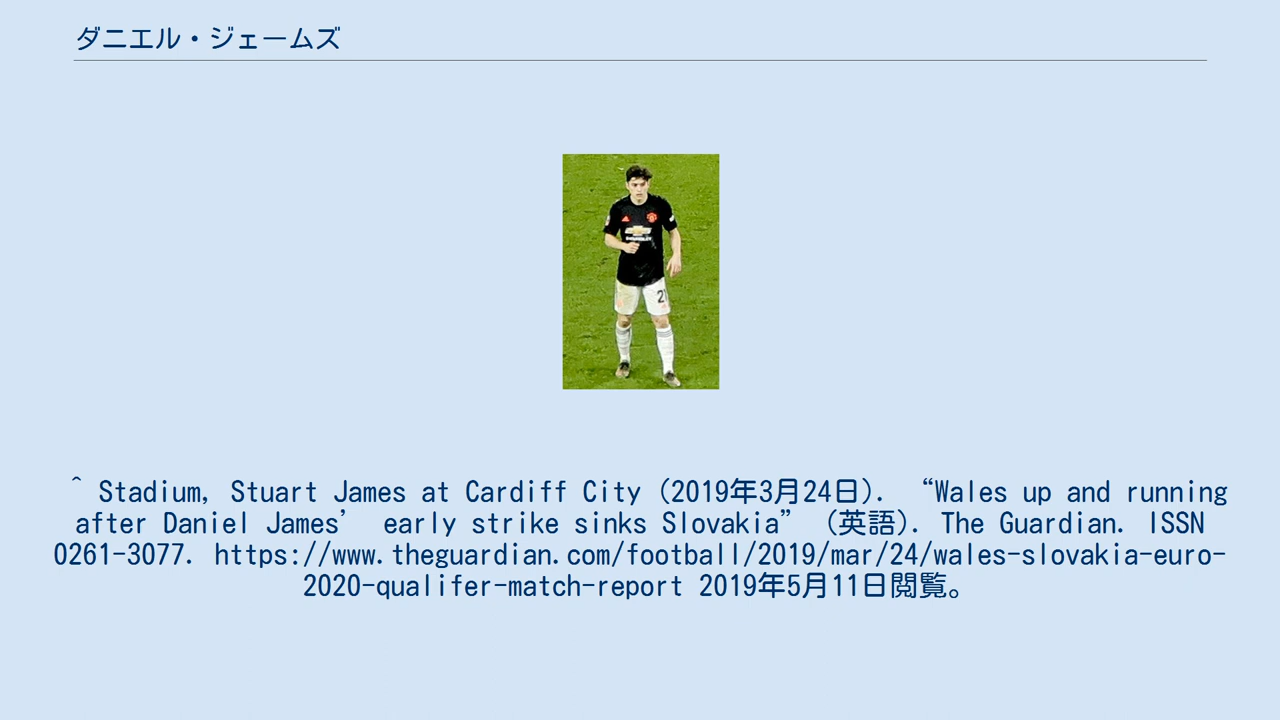 ダニエル・ジェームズ
CHEVROLET
21
^ Stadium, Stuart James at Cardiff City (2019年3月24日). “Wales up and running
after Daniel James’ early strike sinks Slovakia” (英語). The Guardian. ISSN
0261-3077. https://www.theguardian.com/football/2019/mar/24/wales-slovakia-euro-
2020-qualifer-match-report 2019年5月11日閲覧。